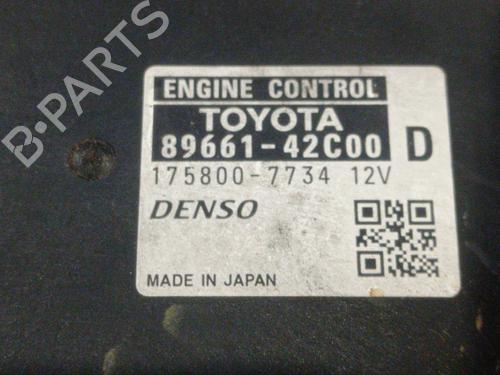 B-PARTS
ENGINE CONTROL
TOYOTA
89661-42C00 D
175800-7734 12V
DENSO
MADE IN JAPAN